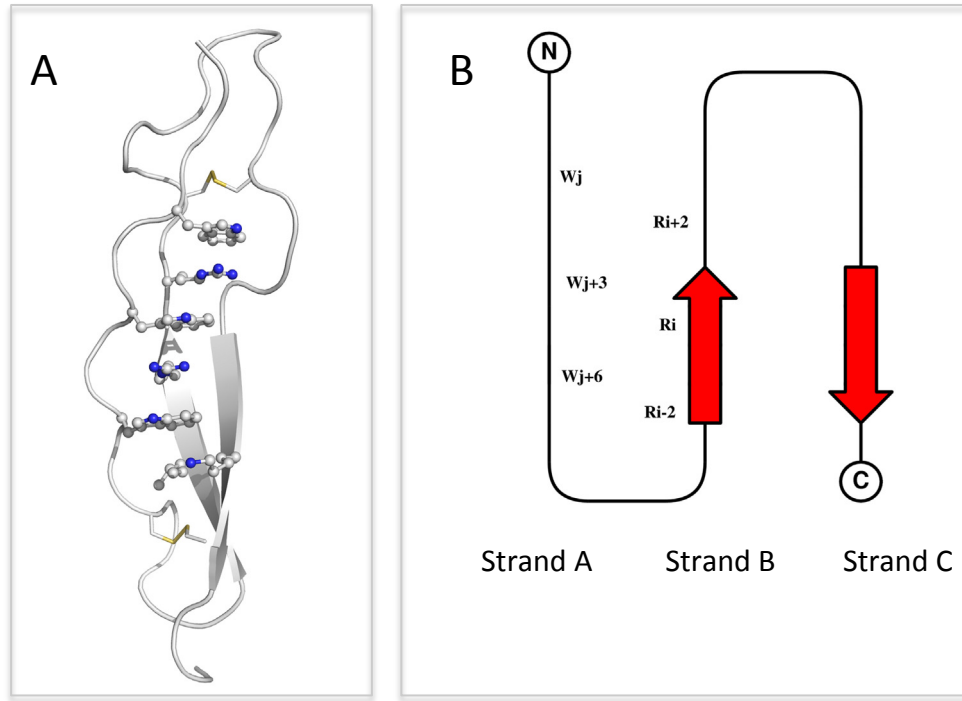 A
B
N
Wj
Ri+2
Wj+3
Ri
Wj+6
Ri-2
C
Strand A Strand B Strand C